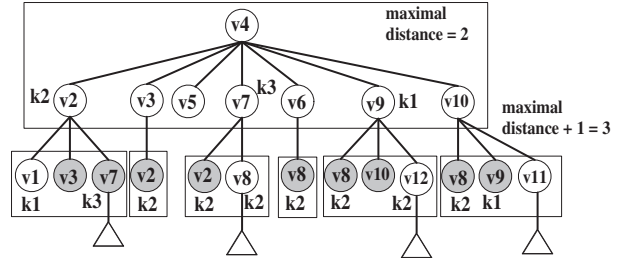 maximal
distance = 2
v4
k2 v2 v3 v5 v7 k3 v6 v9 k1 v10
maximal
distance + 1 = 3
v1 v3 v7 v2 v2 v8 v8 v8 v10 v12 v8 v9 v11
k1 k3 k2 k2 k2 k2 k2 k2 k2 k1